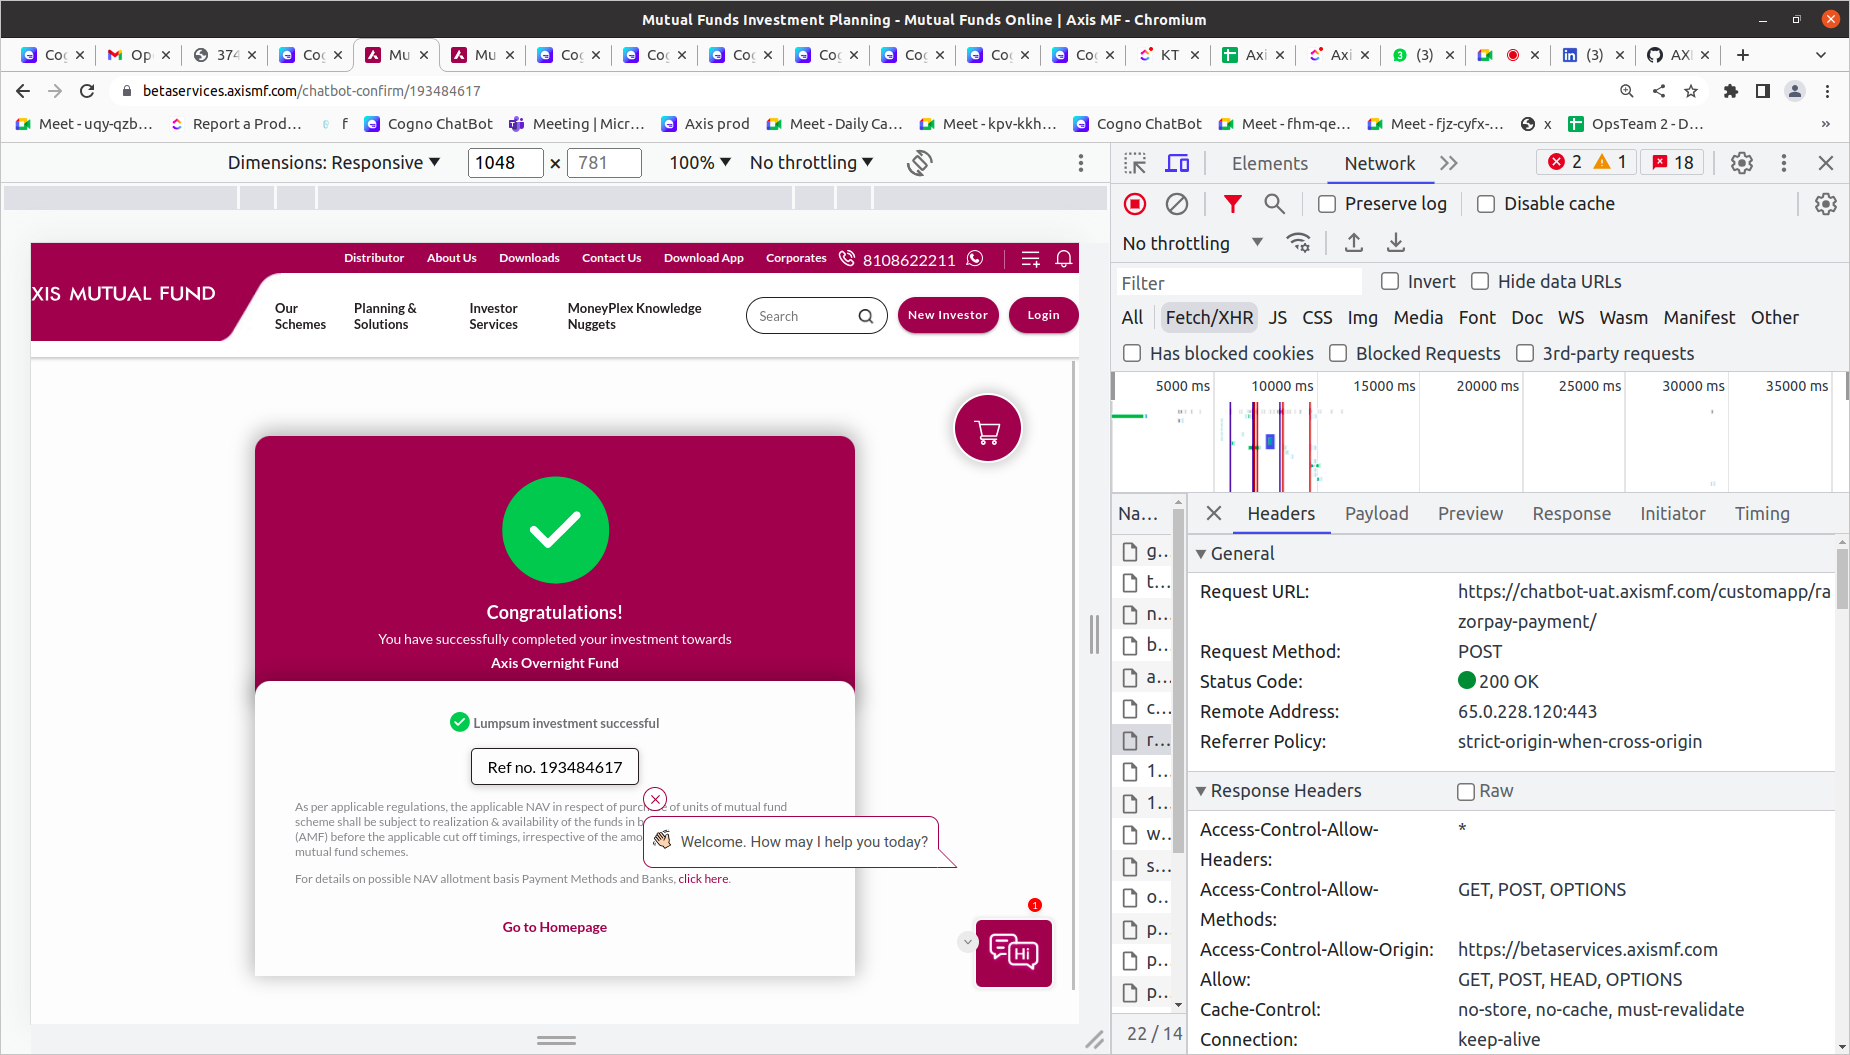 Mutual Funds Investment Planning - Mutual Funds Online | Axis MF - Chromium
Cog Op 374 Cog Mu Mu Cog Cog Cog Cog Cog Cog Cog KT Axi Axi (3) (3) AXI
betaservices.axismf.com/chatbot-confirm/193484617
Meet - uqy-qzb... Report a Prod... f Cogno ChatBot Meeting | Micr... Axis prod Meet - Daily Ca... Meet - kpv-kkh... Cogno ChatBot Meet - fhm-qe... Meet - fjz-cyfx-... x OpsTeam 2 - D... »
Dimensions: Responsive 1048 × 781 100% No throttling
Distributor About Us Downloads Contact Us Download App Corporates 8108622211
XIS MUTUAL FUND
Our Schemes
Planning & Solutions
Investor Services
MoneyPlex Knowledge Nuggets
Search
New Investor
Login
Congratulations!
You have successfully completed your investment towards
Axis Overnight Fund
Lumpsum investment successful
Ref no. 193484617
As per applicable regulations, the applicable NAV in respect of purch e of units of mutual fund
scheme shall be subject to realization & availability of the funds in b
(AMF) before the applicable cut off timings, irrespective of the amo
mutual fund schemes.
Welcome. How may I help you today?
For details on possible NAV allotment basis Payment Methods and Banks, click here.
1
Hi
Go to Homepage
Elements Network 2 1 18
Preserve log Disable cache
No throttling
Filter Invert Hide data URLs
All Fetch/XHR JS CSS Img Media Font Doc WS Wasm Manifest Other
Has blocked cookies Blocked Requests 3rd-party requests
5000 ms 10000 ms 15000 ms 20000 ms 25000 ms 30000 ms 35000 ms
Na...
g..
t...
n..
b..
a..
c...
r...
1..
1..
w..
s...
o..
p..
p..
p..
22 / 14
Headers Payload Preview Response Initiator Timing
General
Request URL: https://chatbot-uat.axismf.com/customapp/ra
zorpay-payment/
Request Method: POST
Status Code: 200 OK
Remote Address: 65.0.228.120:443
Referrer Policy: strict-origin-when-cross-origin
Response Headers Raw
Access-Control-Allow- *
Headers:
Access-Control-Allow- GET, POST, OPTIONS
Methods:
Access-Control-Allow-Origin: https://betaservices.axismf.com
Allow: GET, POST, HEAD, OPTIONS
Cache-Control: no-store, no-cache, must-revalidate
Connection: keep-alive